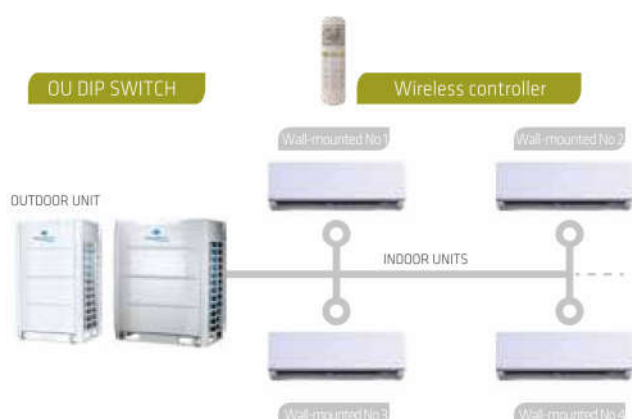 OU DIP SWITCH
Wireless controller
Wall-mounted No 1
Wall-mounted No 2
OUTDOOR UNIT
INDOOR UNITS
Wall-mounted No 3
Wall-mounted No 4